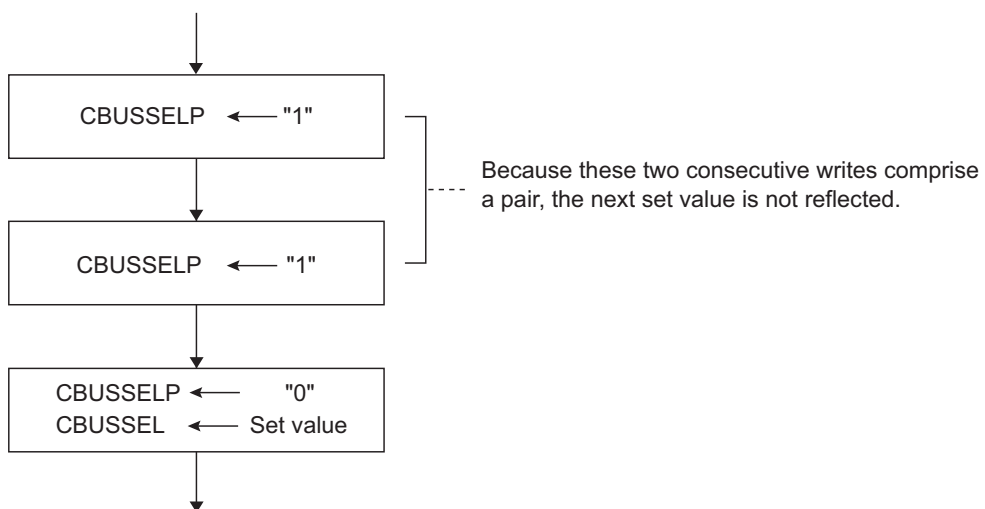 CBUSSELP "1"
Because these two consecutive writes comprise
a pair, the next set value is not reflected.
CBUSSELP "1"
CBUSSELP "0"
CBUSSEL Set value